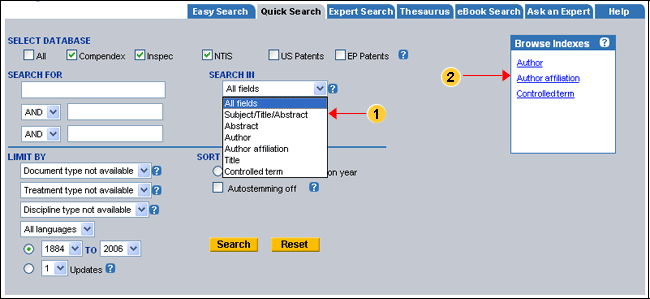 Easy Search Quick Search Expert Search Thesaurus eBook Search Ask an Expert Help
SELECT DATABASE
All Compendex Inspec NTIS US Patents EP Patents ?
SEARCH FOR
SEARCH IN
All fields ?
AND
AND
All fields
Subject/Title/Abstract
Abstract
Author
Author affiliation
Title
Controlled term
1
LIMIT BY
Document type not available ?
Treatment type not available ?
Discipline type not available ?
All languages
1884 TO 2006
1 Updates ?
SORT
on year
Autostemming off ?
Search Reset
Browse Indexes ?
Author
2
Author affiliation
Controlled term